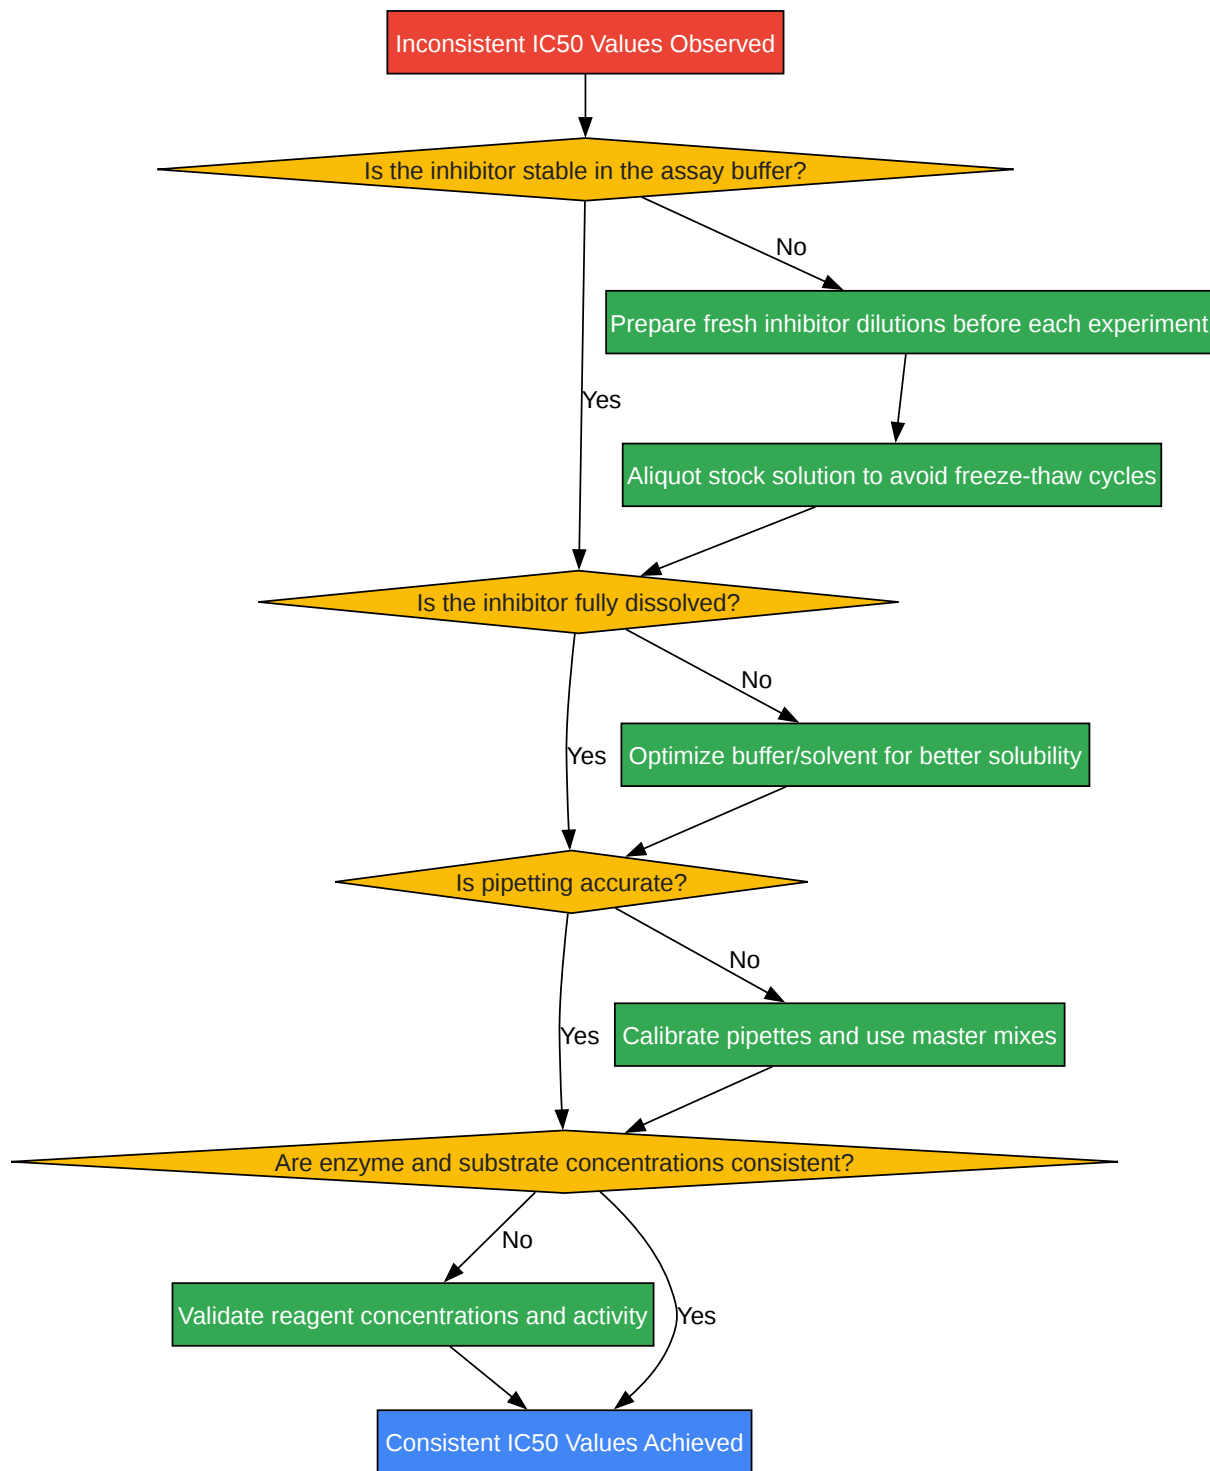 Inconsistent IC50 Values Observed
Is the inhibitor stable in the assay buffer?
No
Prepare fresh inhibitor dilutions before each experiment
Yes
Aliquot stock solution to avoid freeze-thaw cycles
Is the inhibitor fully dissolved?
No
Yes
Optimize buffer/solvent for better solubility
Is pipetting accurate?
No
Yes
Calibrate pipettes and use master mixes
Are enzyme and substrate concentrations consistent?
No
Validate reagent concentrations and activity
Yes
Consistent IC50 Values Achieved